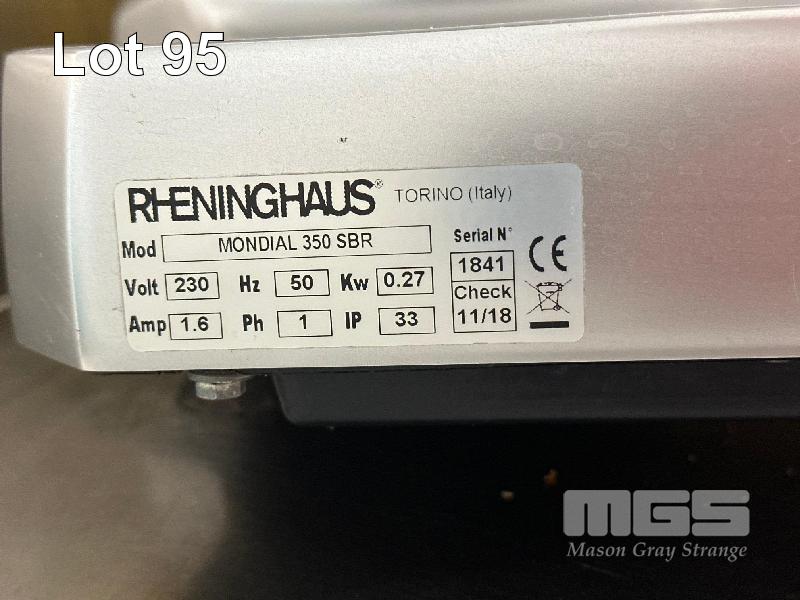 Lot 95
RHENINGHAUS® TORINO (Italy)
Mod MONDIAL 350 SBR Serial N°
1841
Volt 230 Hz 50 Kw 0.27
Check
Amp 1.6 Ph 1 IP 33 11/18
CE
MGS
Mason Gray Strange